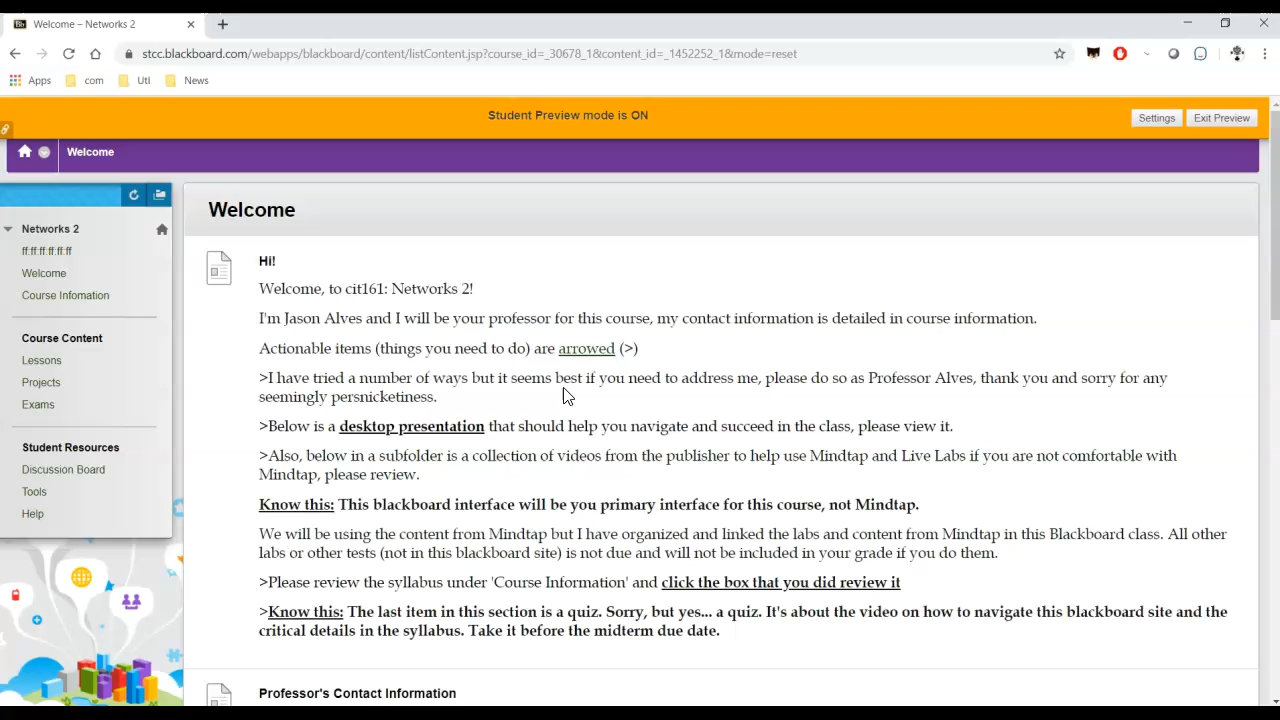 Welcome – Networks 2
stcc.blackboard.com/webapps/blackboard/content/listContent.jsp?course_id=_30678_1&content_id=_1452252_1&mode=reset
Apps com Utl News
Student Preview mode is ON
Settings Exit Preview
Welcome
Networks 2
ff:ff:ff:ff:ff:ff
Welcome
Course Infomation
Course Content
Lessons
Projects
Exams
Student Resources
Discussion Board
Tools
Help
Welcome
Hi!
Welcome, to cit161: Networks 2!
I'm Jason Alves and I will be your professor for this course, my contact information is detailed in course information.
Actionable items (things you need to do) are arrowed (>)
>I have tried a number of ways but it seems best if you need to address me, please do so as Professor Alves, thank you and sorry for any
seemingly persnicketiness.
>Below is a desktop presentation that should help you navigate and succeed in the class, please view it.
>Also, below in a subfolder is a collection of videos from the publisher to help use Mindtap and Live Labs if you are not comfortable with
Mindtap, please review.
Know this: This blackboard interface will be you primary interface for this course, not Mindtap.
We will be using the content from Mindtap but I have organized and linked the labs and content from Mindtap in this Blackboard class. All other
labs or other tests (not in this blackboard site) is not due and will not be included in your grade if you do them.
>Please review the syllabus under 'Course Information' and click the box that you did review it
>Know this: The last item in this section is a quiz. Sorry, but yes... a quiz. It's about the video on how to navigate this blackboard site and the
critical details in the syllabus. Take it before the midterm due date.
Professor's Contact Information